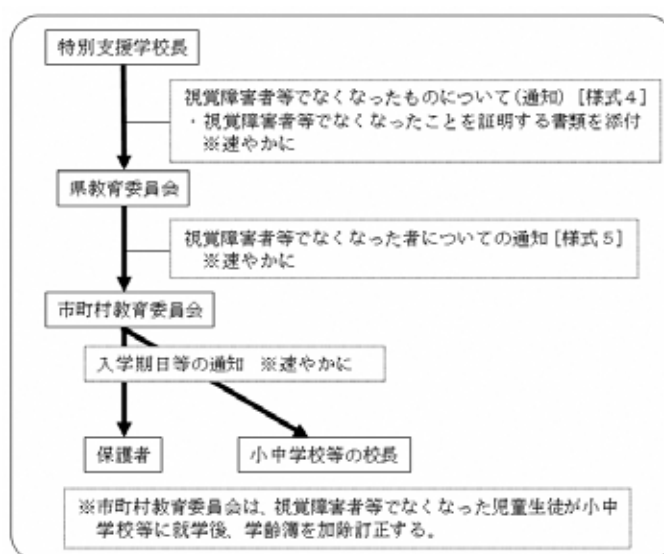 特別支援学校長
視覚障害者等でなくなったものについて(通知) [様式4]
・視覚障害者等でなくなったことを証明する書類を添付
※速やかに
県教育委員会
視覚障害者等でなくなった者についての通知[様式5]
※速やかに
市町村教育委員会
入学期日等の通知 ※速やかに
保護者
小中学校等の校長
※市町村教育委員会は、視覚障害者等でなくなった児童生徒が小中
学校等に就学後、学齢簿を加除訂正する。